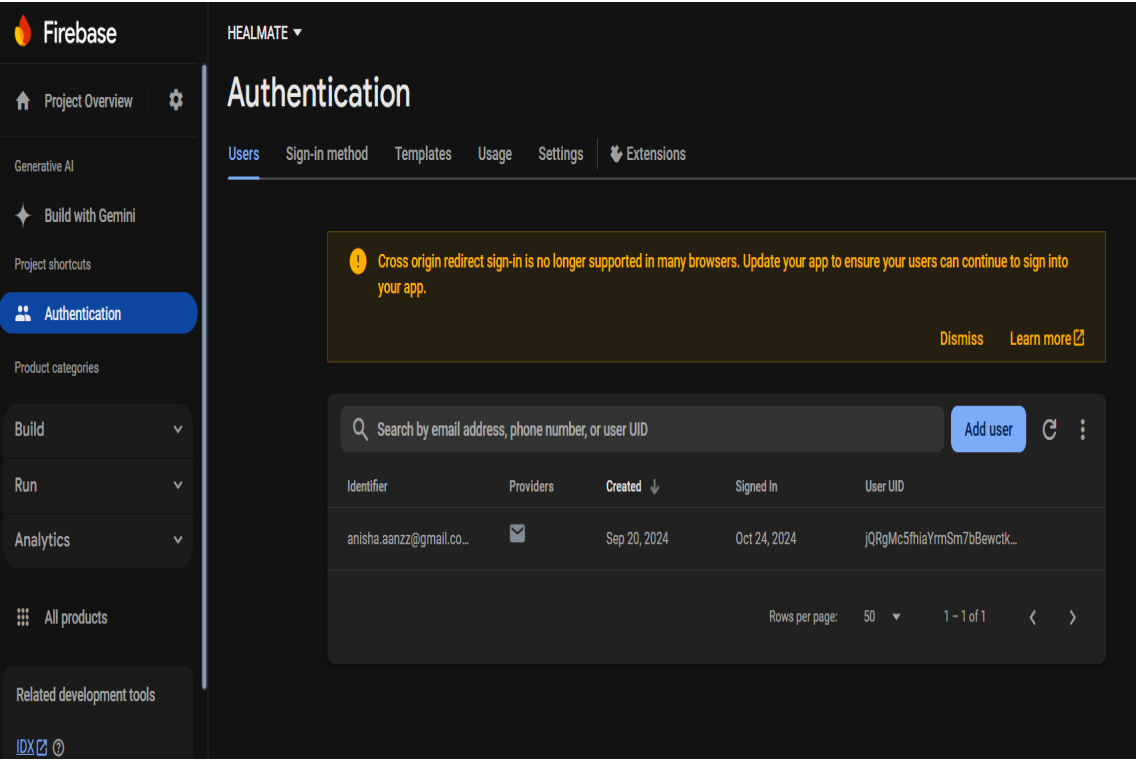 Firebase
HEALMATE
Project Overview
Authentication
Users Sign-in method Templates Usage Settings Extensions
Generative AI
Build with Gemini
Project shortcuts
Authentication
Product categories
Build
Run
Analytics
All products
Related development tools
IDX
Cross origin redirect sign-in is no longer supported in many browsers. Update your app to ensure your users can continue to sign into
your app.
Dismiss Learn more
Search by email address, phone number, or user UID Add user
Identifier Providers Created Signed In User UID
anisha.aanzz@gmail.co... Sep 20, 2024 Oct 24, 2024 jQRgMc5fhiaYrmSm7bBewctk...
Rows per page: 50 1 – 1 of 1